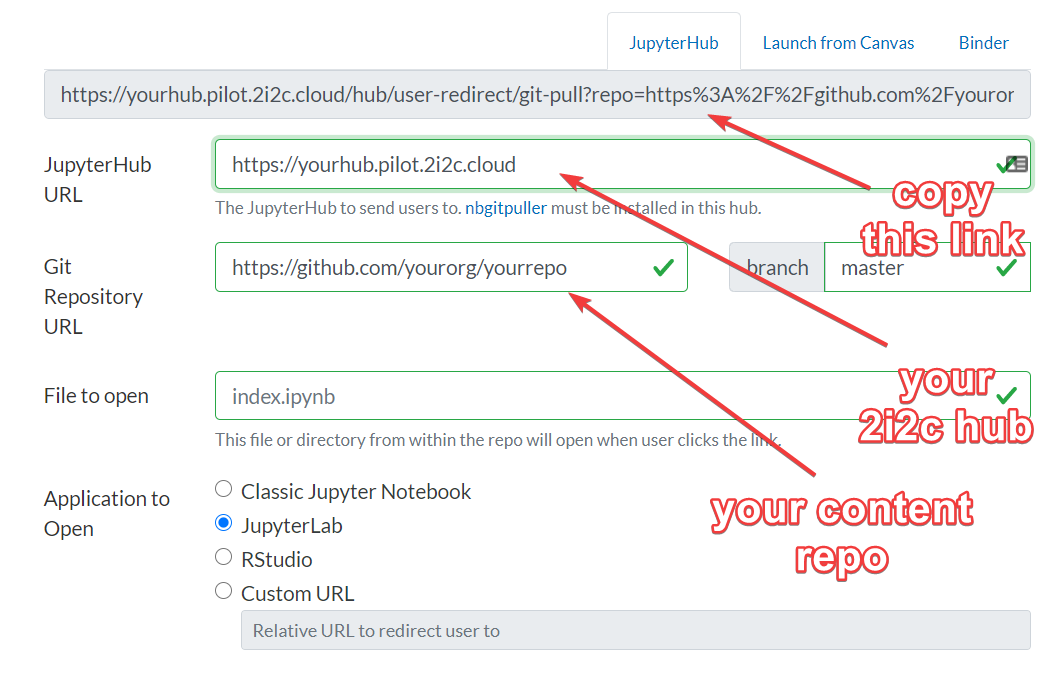 JupyterHub Launch from Canvas Binder
https://yourhub.pilot.2i2c.cloud/hub/user-redirect/git-pull?repo=https%3A%2F%2Fgithub.com%2Fyouror
JupyterHub
URL
https://yourhub.pilot.2i2c.cloud
The JupyterHub to send users to. nbgitpuller must be installed in this hub.
copy
this link
Git
Repository
URL
https://github.com/yourorg/yourrepo
branch
master
File to open
index.ipynb
This file or directory from within the repo will open when user clicks the link.
your
2i2c hub
Application to
Open
Classic Jupyter Notebook
JupyterLab
RStudio
Custom URL
Relative URL to redirect user to
your content
repo